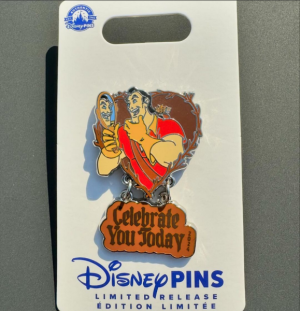 Celebrate
You Today
DISNEY PINS
LIMITED RELEASE
ÉDITION LIMITÉE